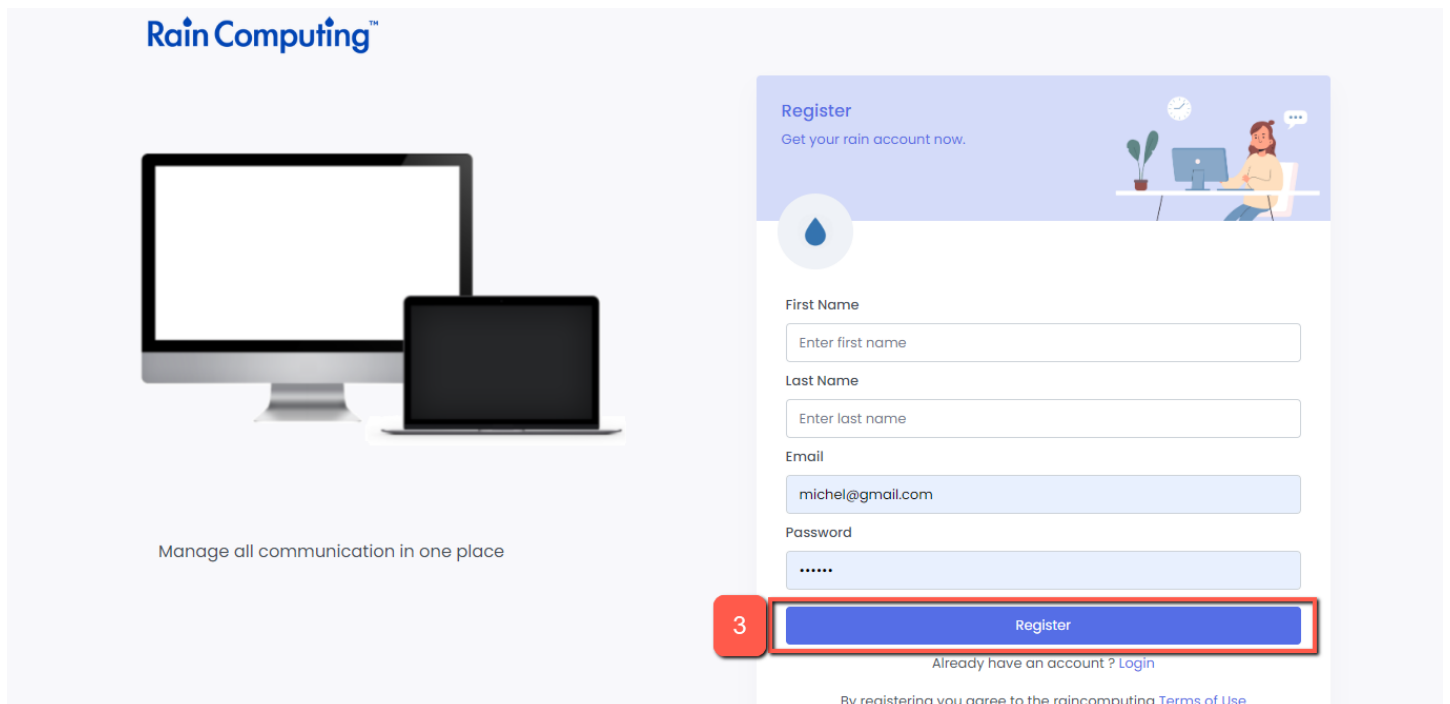 Rain Computing™
Register
Get your rain account now.
First Name
Enter first name
Last Name
Enter last name
Email
michel@gmail.com
Password
••••••
Manage all communication in one place
3
Register
Already have an account ? Login
By registering you agree to the raincomputing Terms of Use